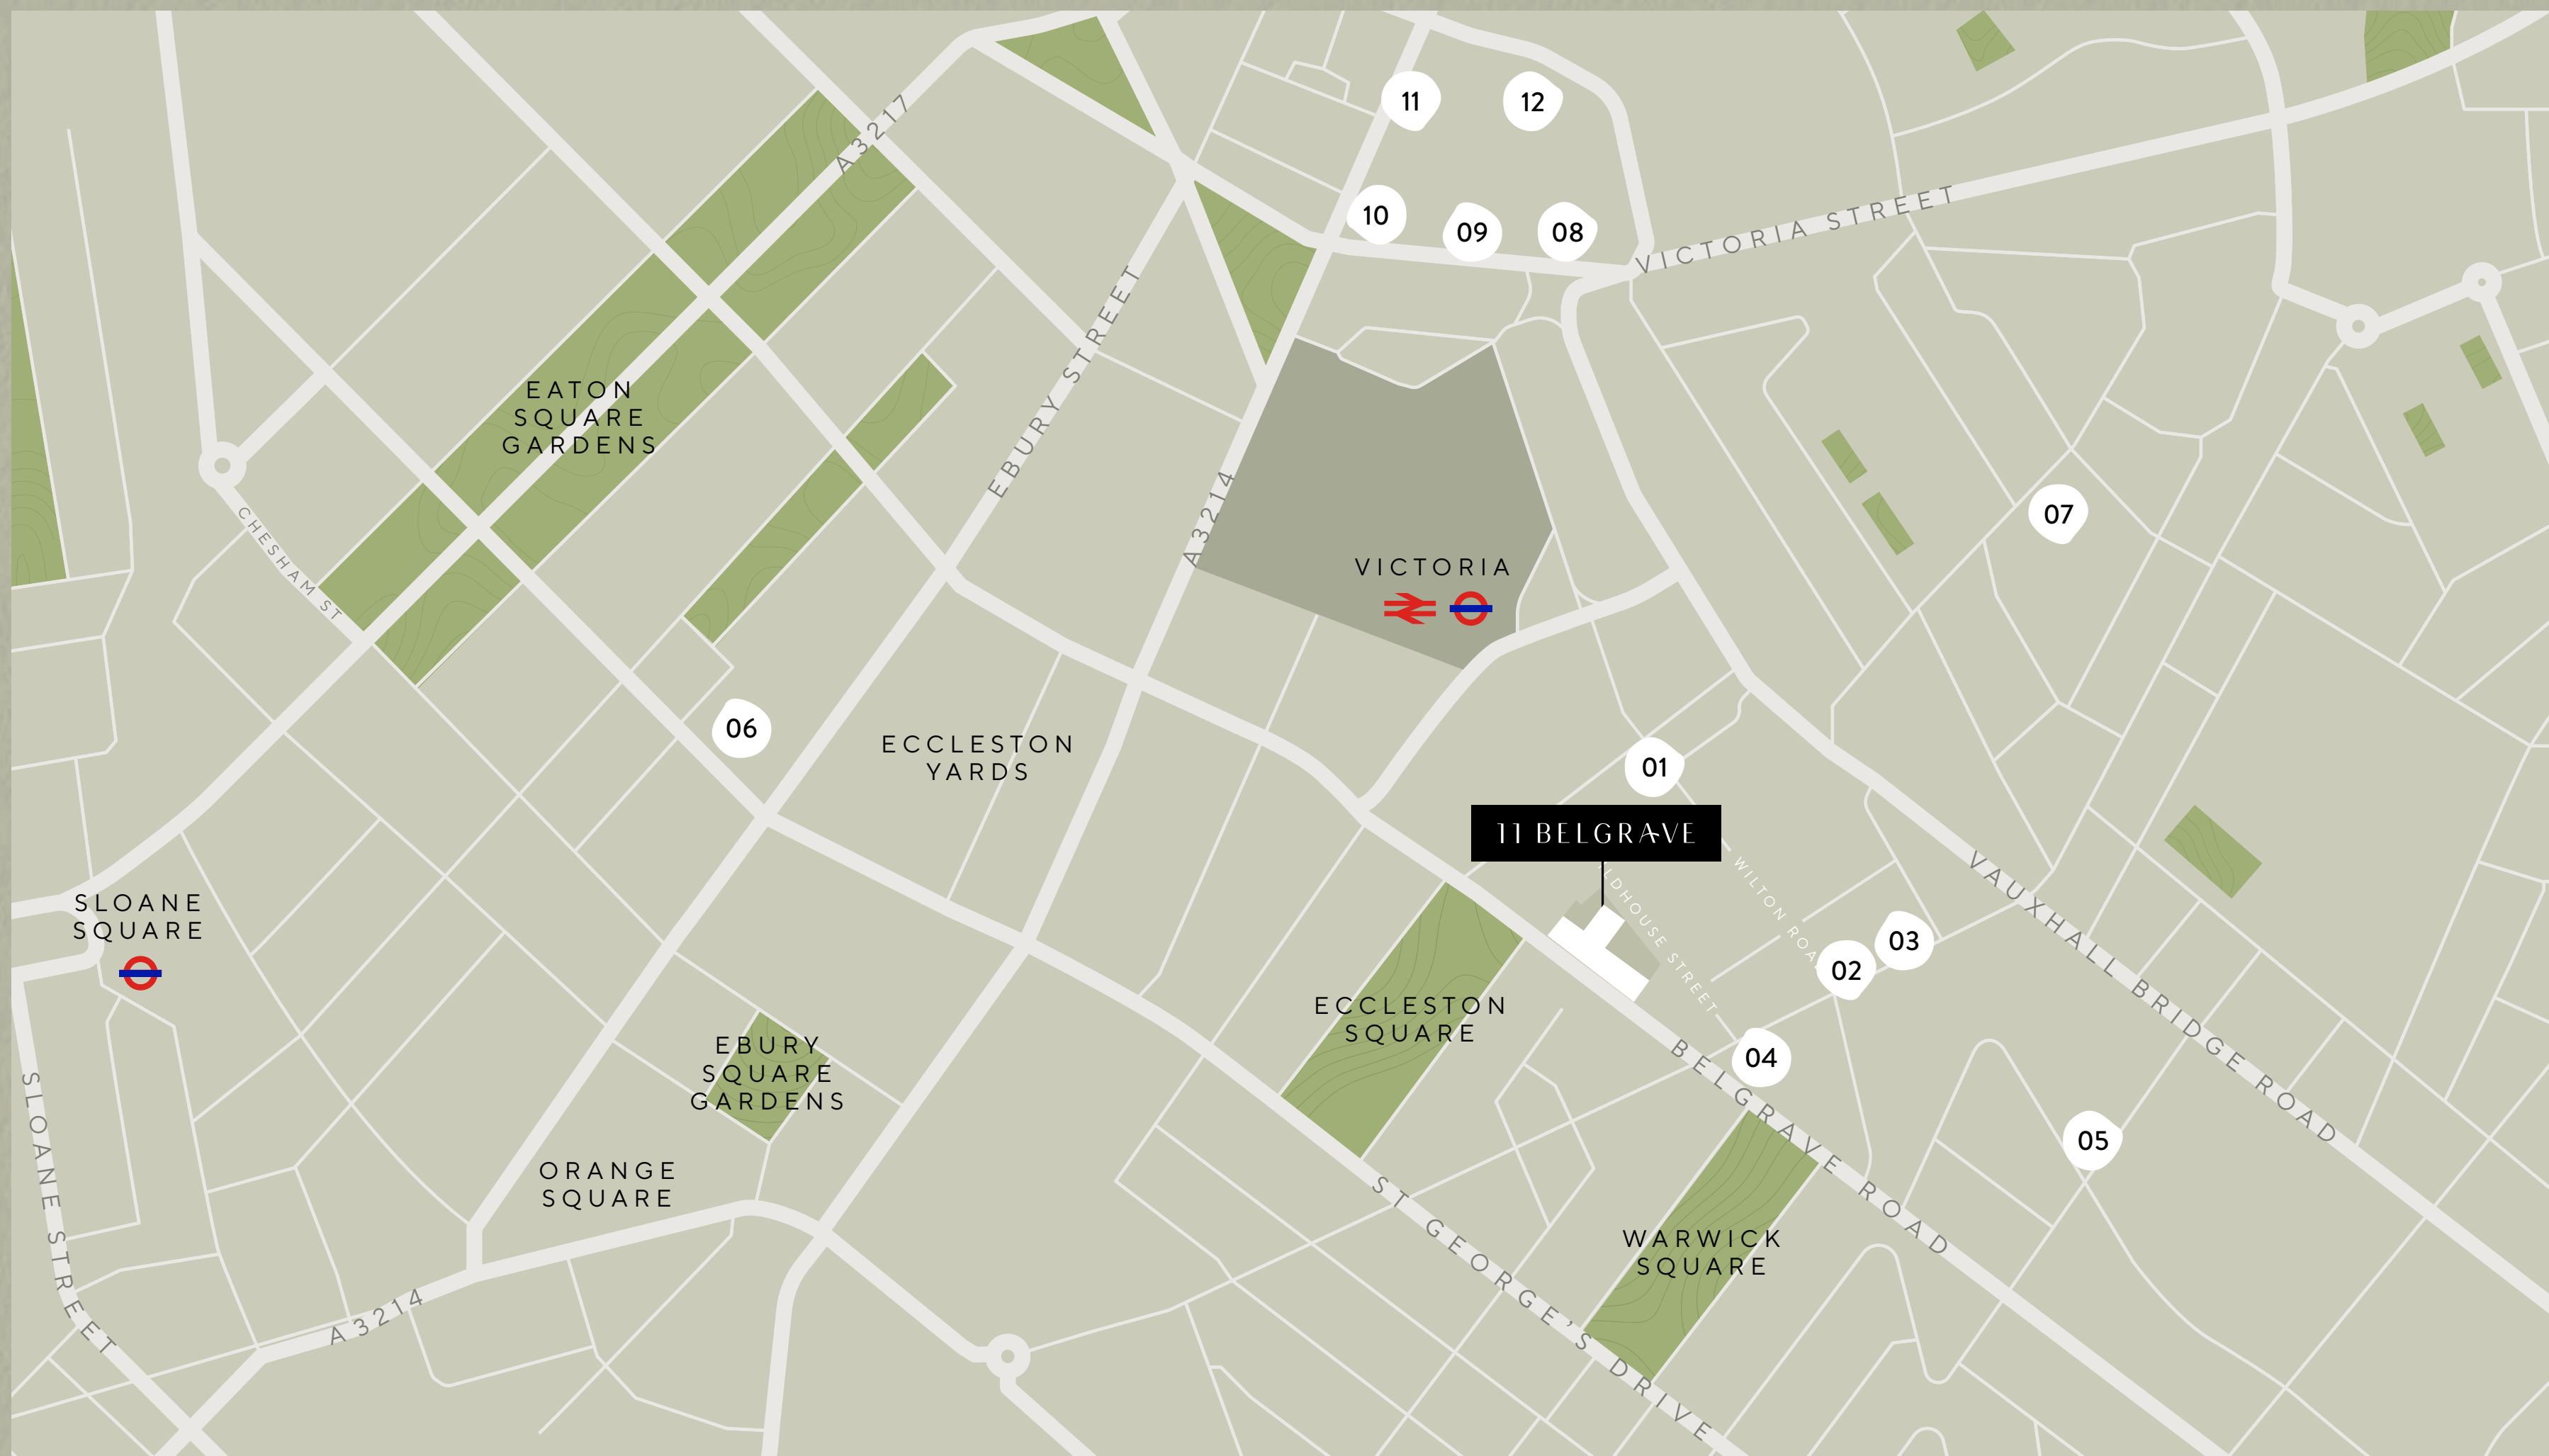 A3217
11
12
10
09
08
VICTORIA STREET
EBURY STREET
EATON
SQUARE
GARDENS
A3214
CHESHAM ST
07
VICTORIA
06
ECCLESTON
YARDS
01
11 BELGRAVE
WILTON
STREET
VAUXHALL BRIDGE ROAD
SLOANE
SQUARE
03
02
ECCLESTON
SQUARE
EBURY
SQUARE
GARDENS
04
BELGRAVE ROAD
05
SLOANE STREET
ORANGE
SQUARE
ST GEORGE'S DRIVE
WARWICK
SQUARE
A3214